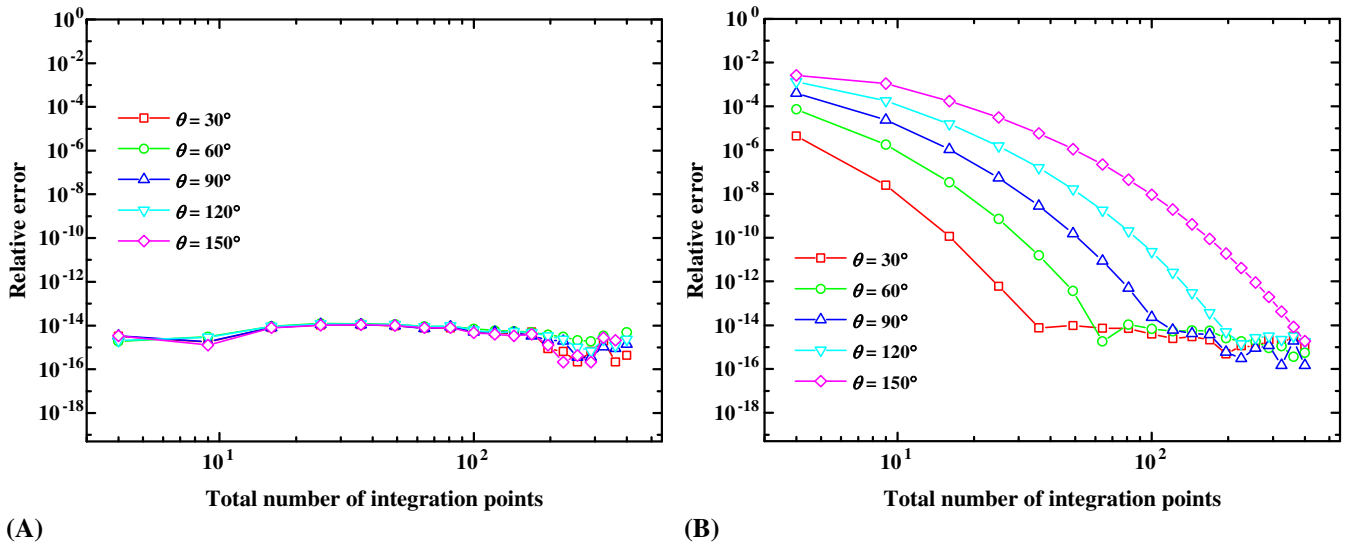 10^0
10^-2
10^-4
10^-6
10^-8
10^-10
10^-12
10^-14
10^-16
10^-18
Relative error
θ = 30°
θ = 60°
θ = 90°
θ = 120°
θ = 150°
10^1
10^2
Total number of integration points
(A)
10^0
10^-2
10^-4
10^-6
10^-8
10^-10
10^-12
10^-14
10^-16
10^-18
Relative error
θ = 30°
θ = 60°
θ = 90°
θ = 120°
θ = 150°
10^1
10^2
Total number of integration points
(B)